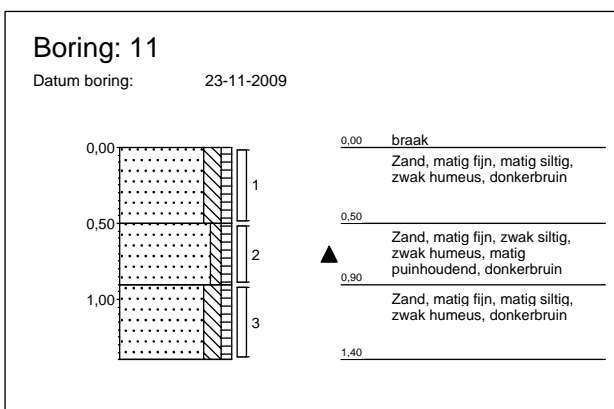 Boring: 11
Datum boring: 23-11-2009
0,00
0,50
1,00
1
2
3
0,00 braak
Zand, matig fijn, matig siltig,
zwak humeus, donkerbruin
0,50
Zand, matig fijn, zwak siltig,
zwak humeus, matig
puinhoudend, donkerbruin
0,90
Zand, matig fijn, matig siltig,
zwak humeus, donkerbruin
1,40